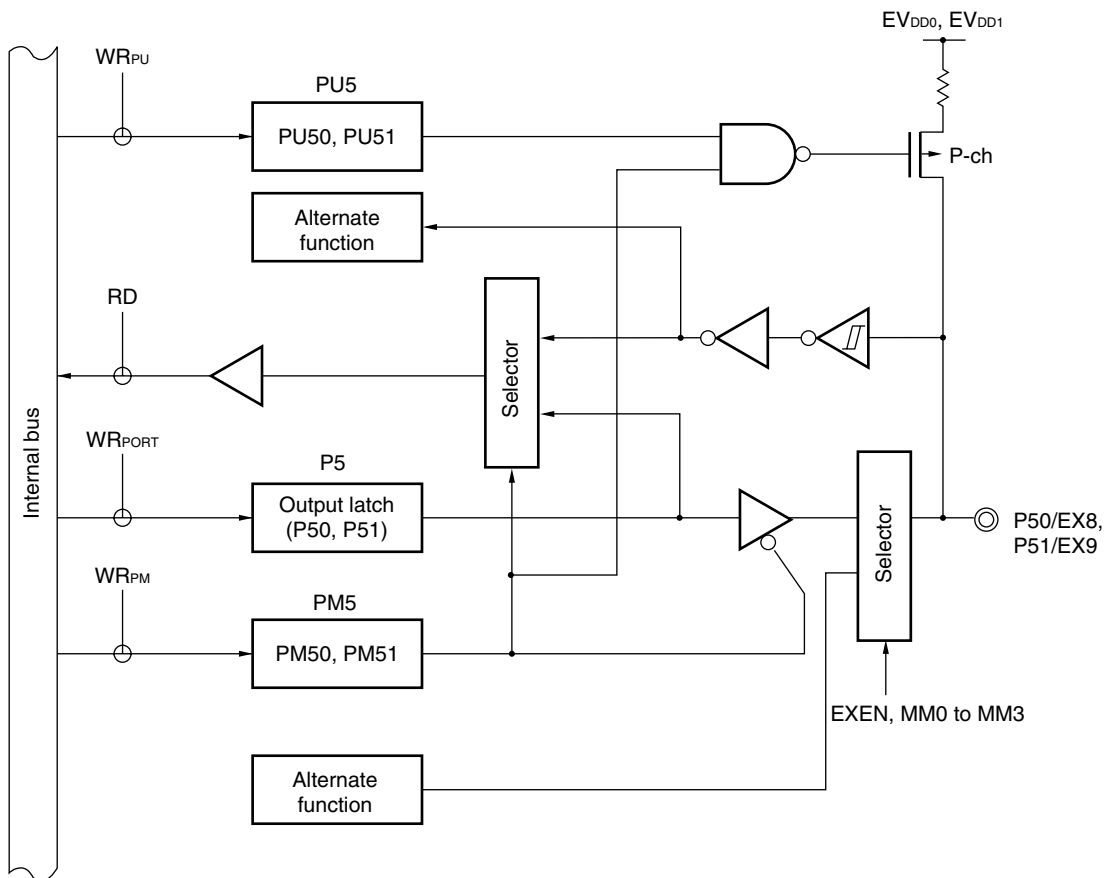 EVDD0, EVDD1
WRPU
PU5
PU50, PU51
P-ch
Alternate
function
RD
Selector
Internal bus
WRPORT
P5
Output latch
(P50, P51)
Selector
P50/EX8,
P51/EX9
WRPM
PM5
PM50, PM51
EXEN, MM0 to MM3
Alternate
function